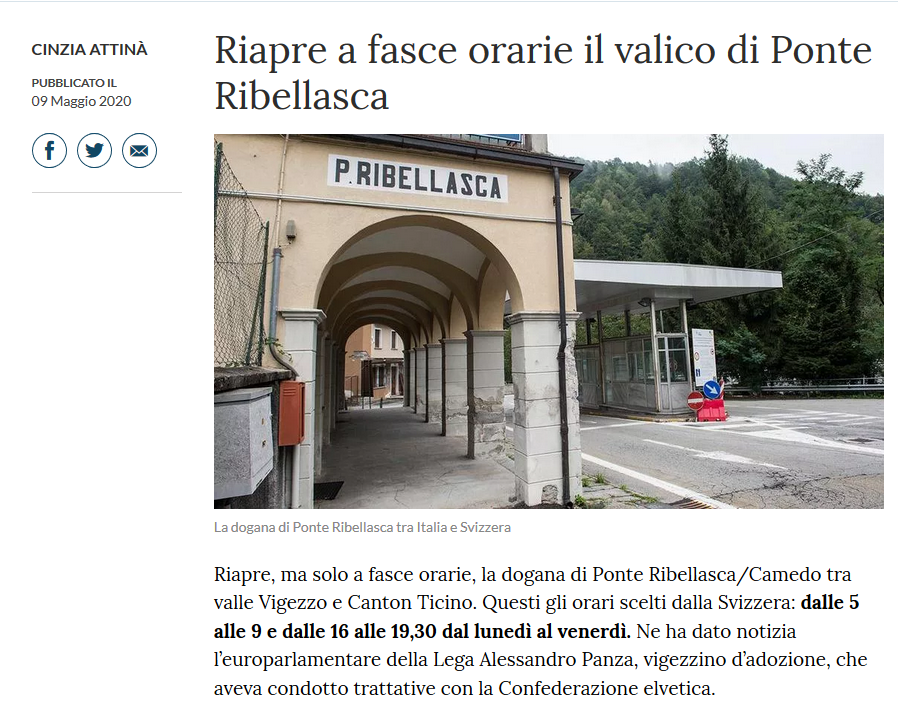 CINZIA ATTINÀ
PUBBLICATO IL
09 Maggio 2020
Riapre a fasce orarie il valico di Ponte
Ribellasca
P.RIBELLASCA
La dogana di Ponte Ribellasca tra Italia e Svizzera
Riapre, ma solo a fasce orarie, la dogana di Ponte Ribellasca/Camedo tra
valle Vigezzo e Canton Ticino. Questi gli orari scelti dalla Svizzera: dalle 5
alle 9 e dalle 16 alle 19,30 dal lunedì al venerdì. Ne ha dato notizia
l’europarlamentare della Lega Alessandro Panza, vigezzino d’adozione, che
aveva condotto trattative con la Confederazione elvetica.